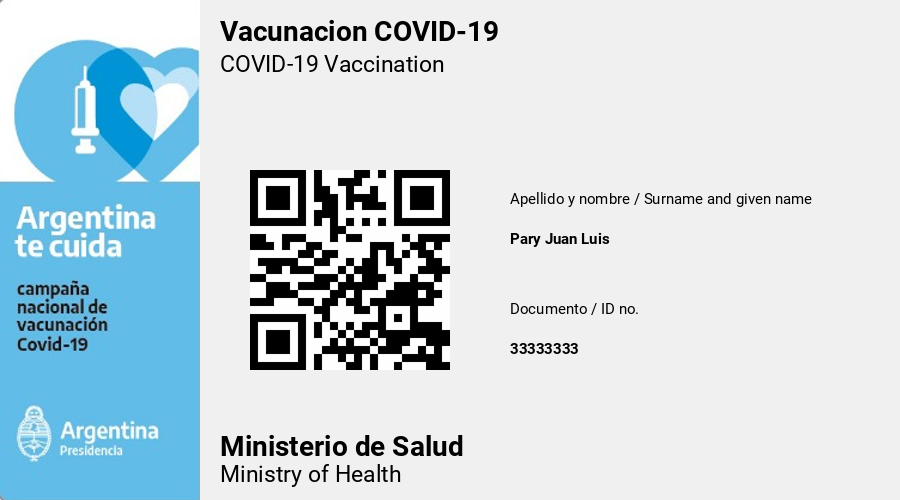 Vacunacion COVID-19
COVID-19 Vaccination
Argentina
te cuida
campaña
nacional de
vacunación
Covid-19
Argentina
Presidencia
Apellido y nombre / Surname and given name
Pary Juan Luis
Documento / ID no.
33333333
Ministerio de Salud
Ministry of Health